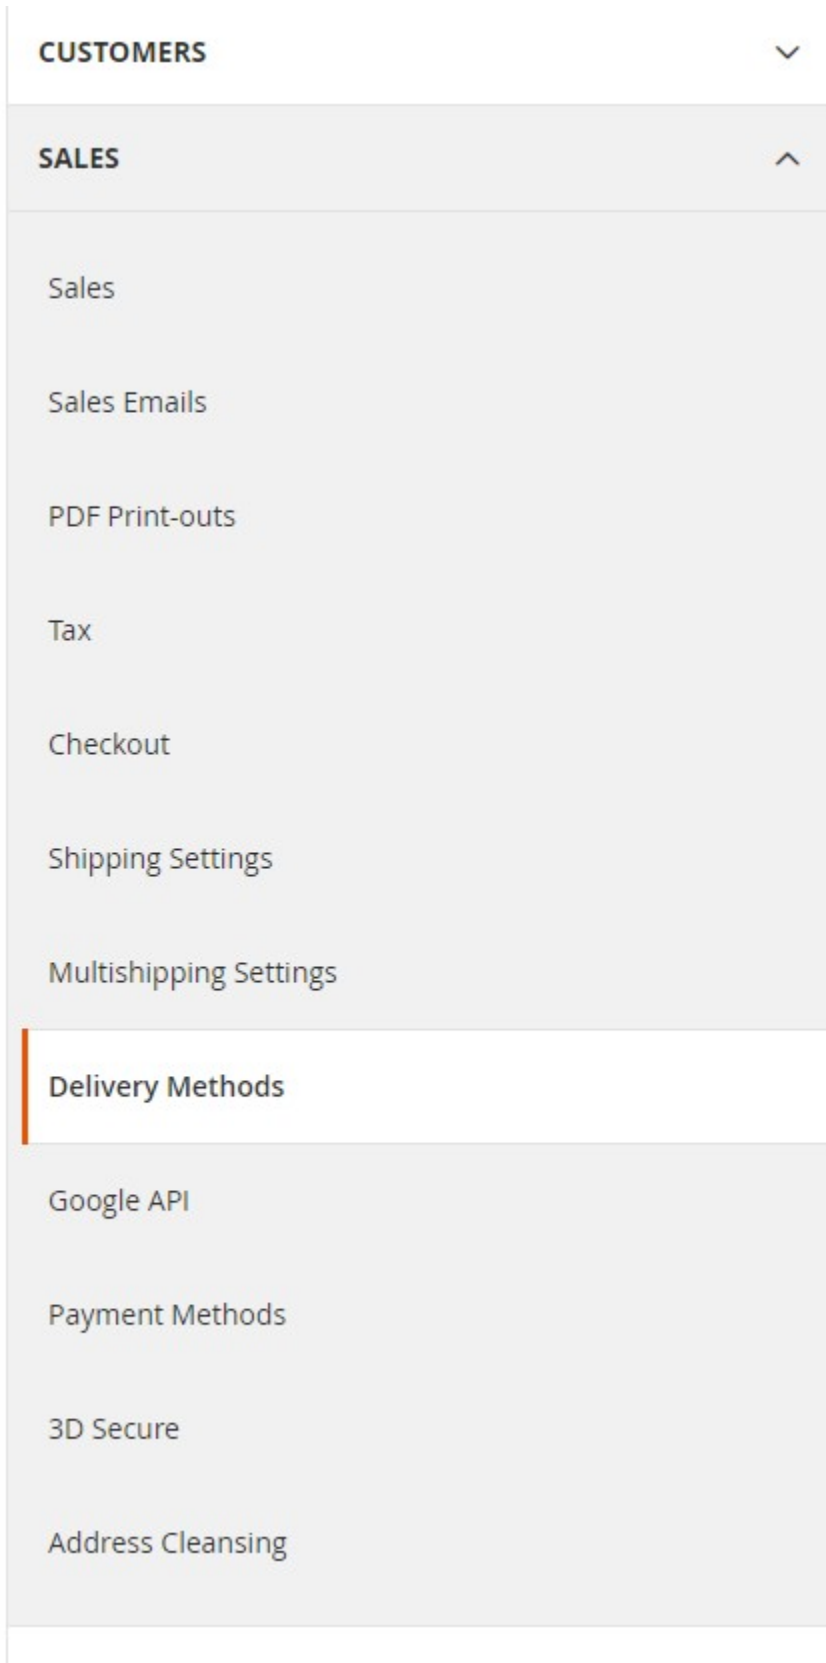 CUSTOMERS
SALES
Sales
Sales Emails
PDF Print-outs
Tax
Checkout
Shipping Settings
Multishipping Settings
Delivery Methods
Google API
Payment Methods
3D Secure
Address Cleansing